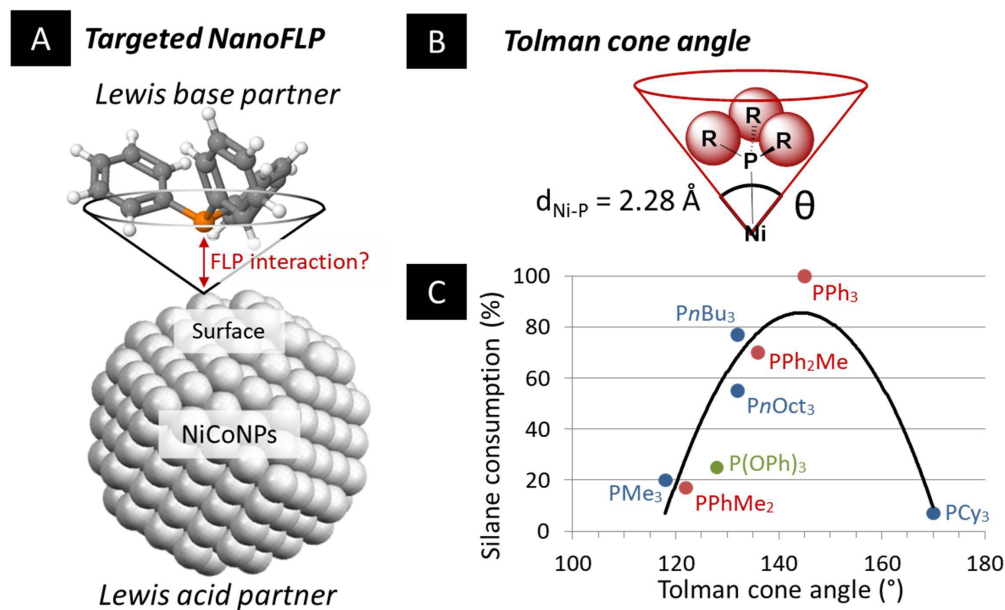 A
Targeted NanoFLP
Lewis base partner
FLP interaction?
Surface
NiCoNPs
Lewis acid partner
B
Tolman cone angle
R
R
R
P
d_Ni-P = 2.28 Å
θ
Ni
C
Silane consumption (%)
100
80
60
40
20
0
PPh₃
PnBu₃
PPh₂Me
PnOct₃
P(OPh)₃
PMe₃
PPhMe₂
PCy₃
100 120 140 160 180
Tolman cone angle (°)